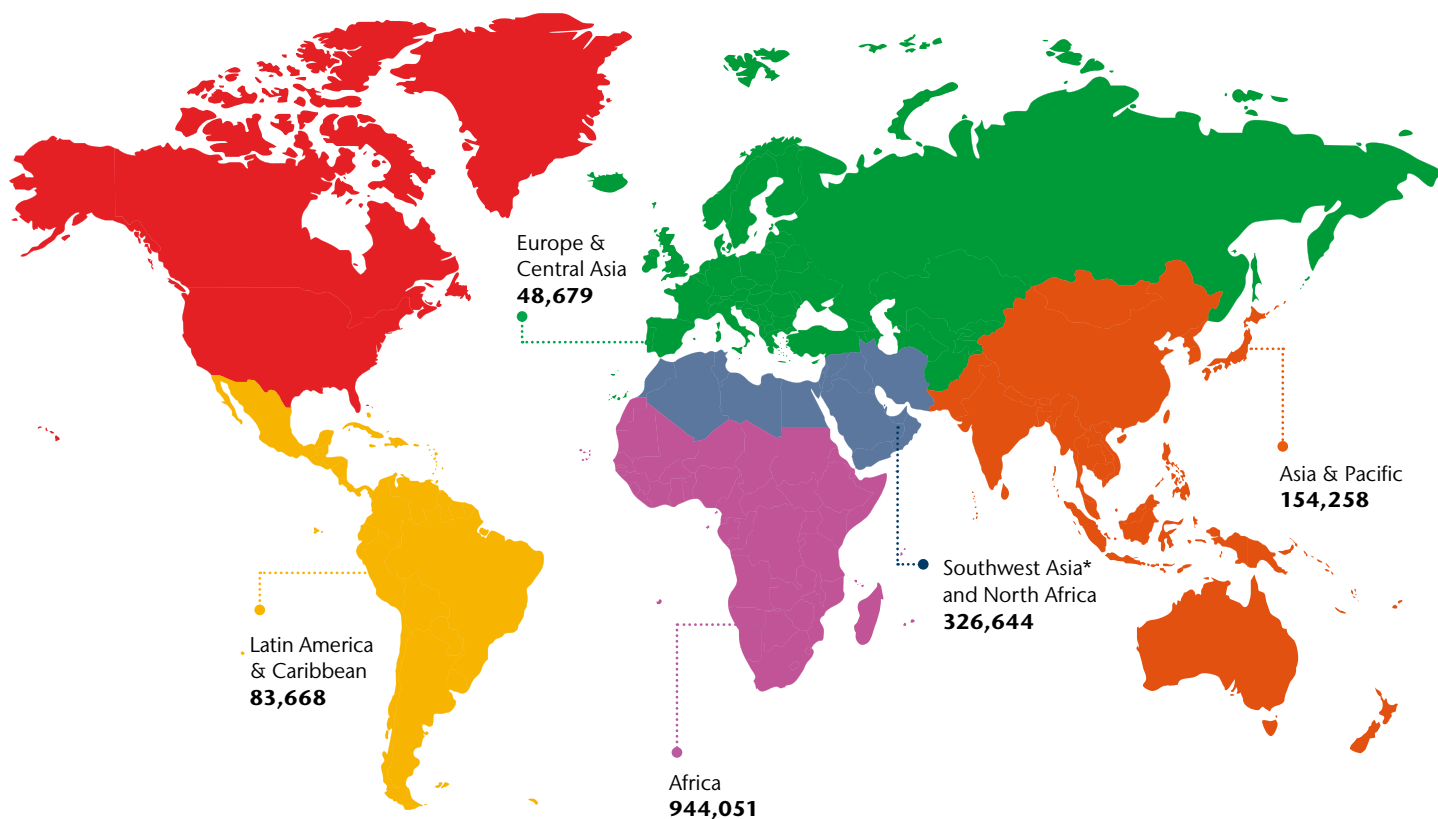 Europe &
Central Asia
48,679
Asia & Pacific
154,258
Southwest Asia*
and North Africa
326,644
Latin America
& Caribbean
83,668
Africa
944,051